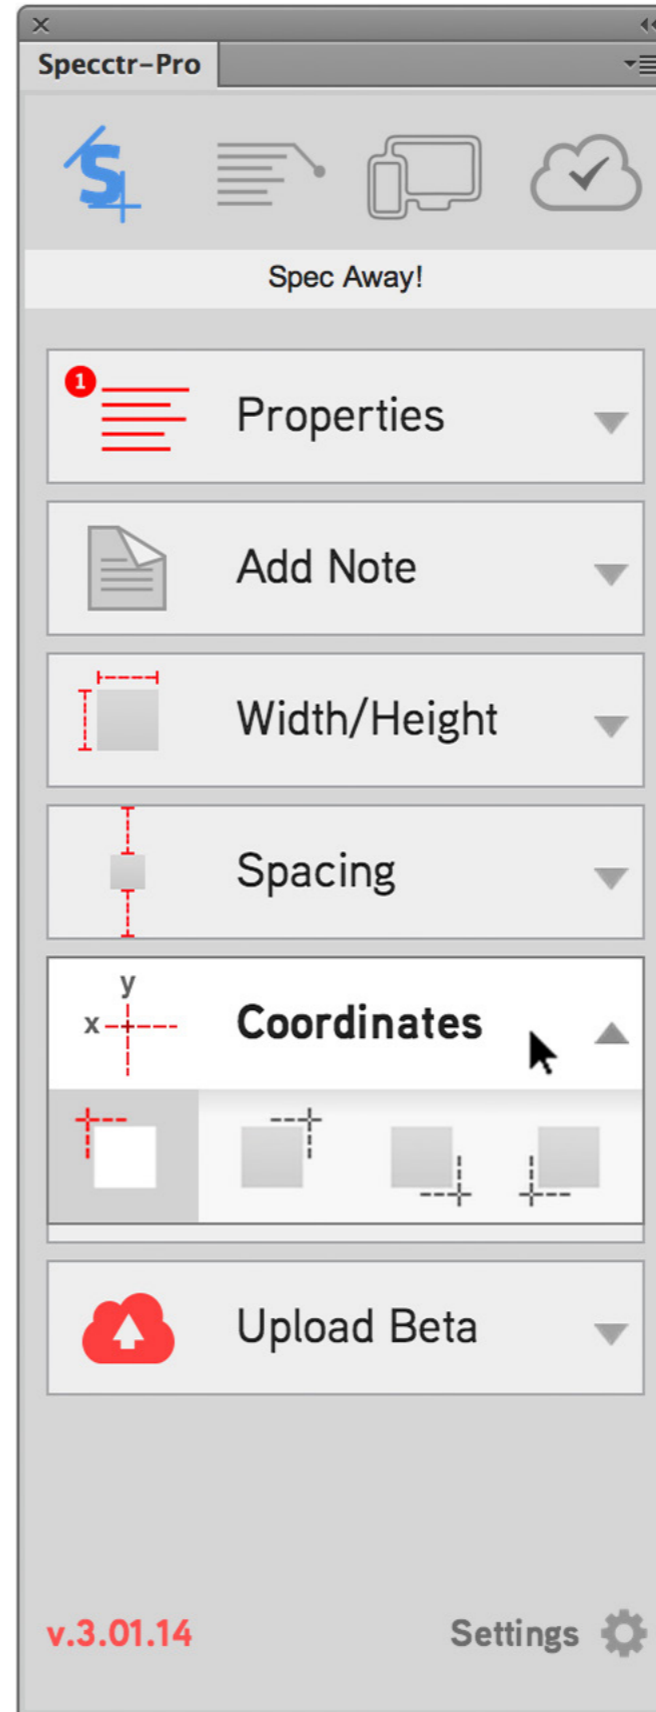 Specctr-Pro
S
Spec Away!
1
Properties
Add Note
Width/Height
Spacing
y
x
Coordinates
Upload Beta
v.3.01.14
Settings